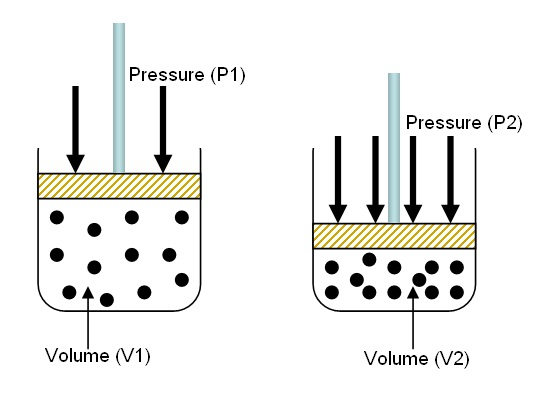 Pressure (P1)
Pressure (P2)
Volume (V1)
Volume (V2)